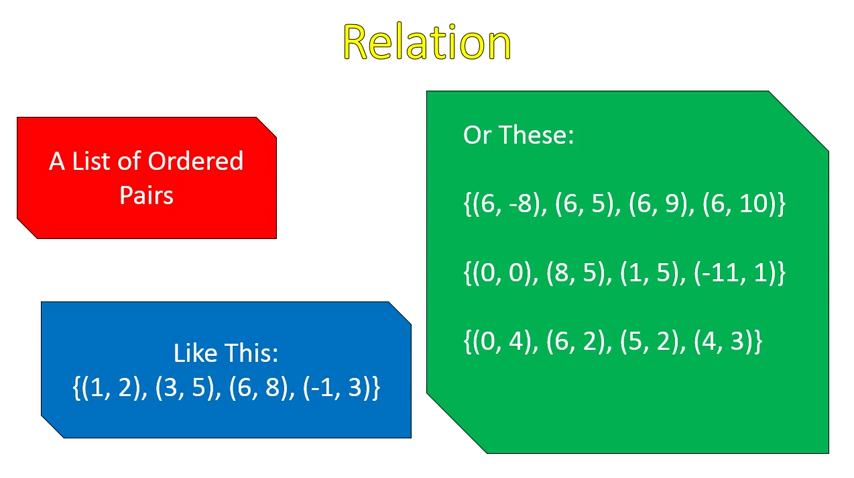 Relation
A List of Ordered
Pairs
Like This:
{(1, 2), (3, 5), (6, 8), (-1, 3)}
Or These:
{(6, -8), (6, 5), (6, 9), (6, 10)}
{(0, 0), (8, 5), (1, 5), (-11, 1)}
{(0, 4), (6, 2), (5, 2), (4, 3)}